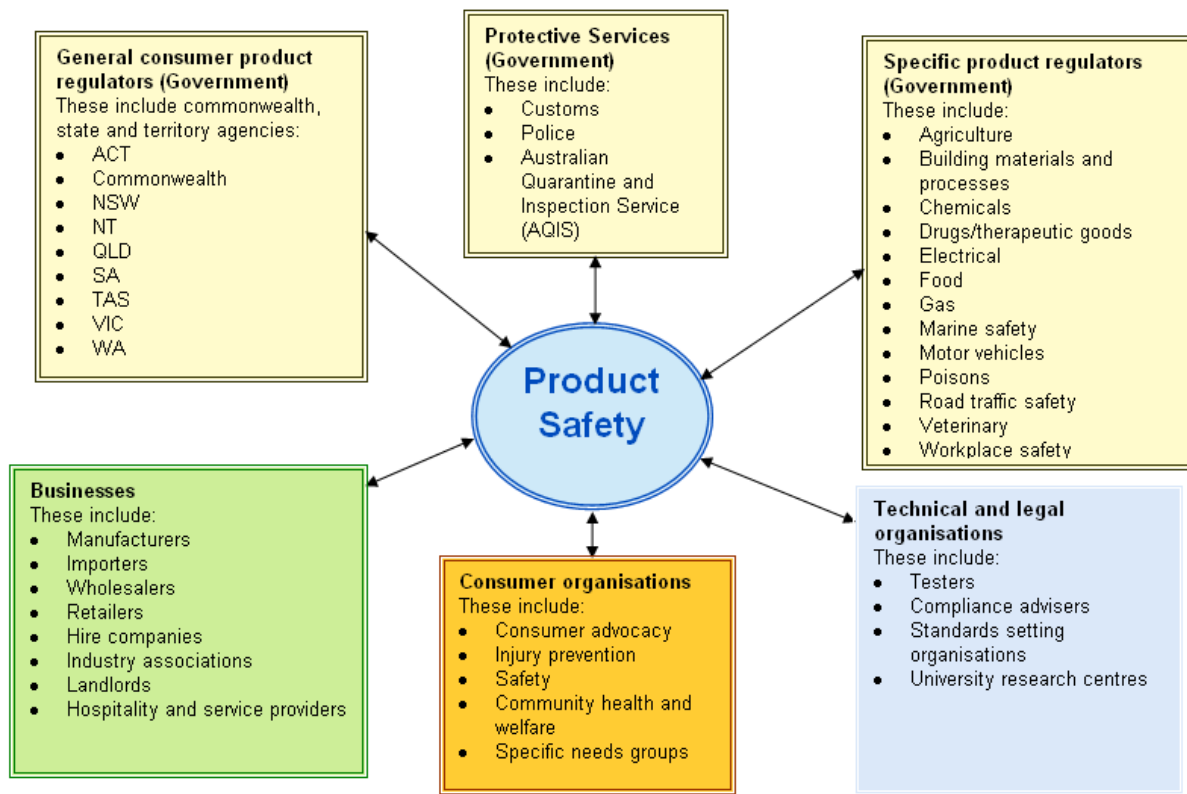 General consumer product
regulators (Government)
These include commonwealth,
state and territory agencies:
• ACT
• Commonwealth
• NSW
• NT
• QLD
• SA
• TAS
• VIC
• WA
Protective Services
(Government)
These include:
• Customs
• Police
• Australian
Quarantine and
Inspection Service
(AQIS)
Specific product regulators
(Government)
These include:
• Agriculture
• Building materials and
processes
• Chemicals
• Drugs/therapeutic goods
• Electrical
• Food
• Gas
• Marine safety
• Motor vehicles
• Poisons
• Road traffic safety
• Veterinary
• Workplace safety
Product
Safety
Businesses
These include:
• Manufacturers
• Importers
• Wholesalers
• Retailers
• Hire companies
• Industry associations
• Landlords
• Hospitality and service providers
Consumer organisations
These include:
• Consumer advocacy
• Injury prevention
• Safety
• Community health and
welfare
• Specific needs groups
Technical and legal
organisations
These include:
• Testers
• Compliance advisers
• Standards setting
organisations
• University research centres